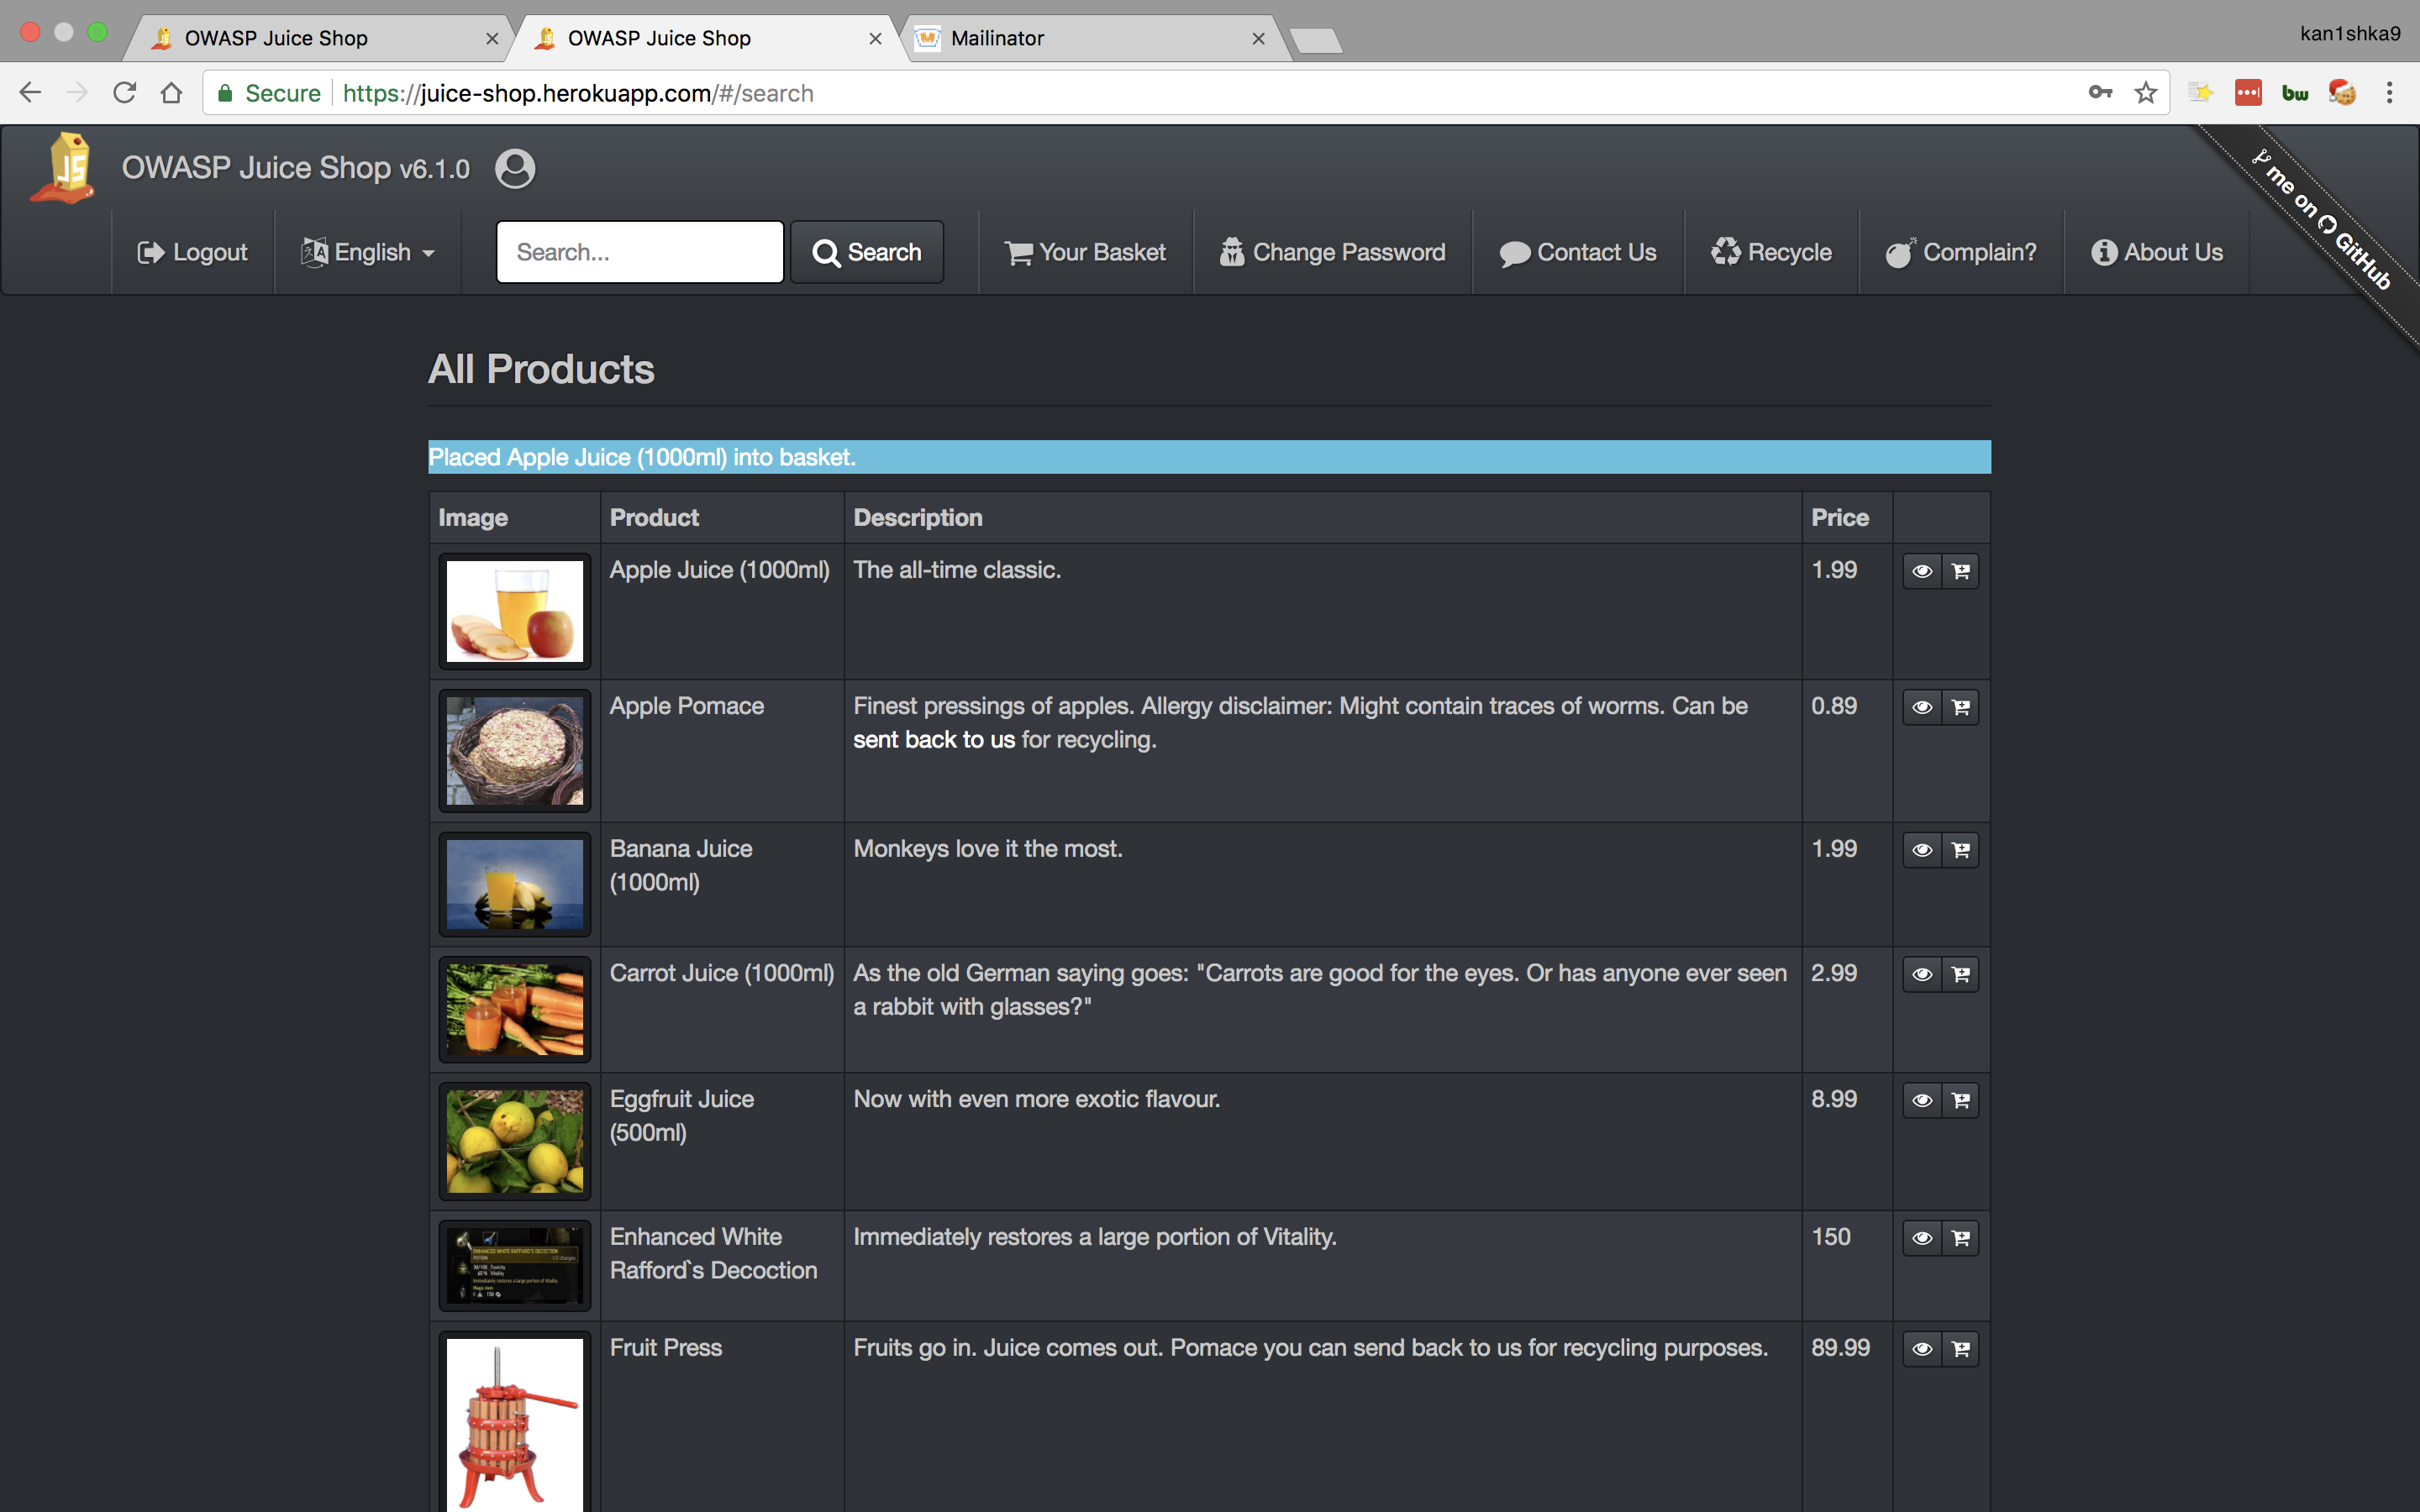 OWASP Juice Shop
OWASP Juice Shop
Mailinator
kan1shka9
Secure
https://juice-shop.herokuapp.com/#/search
bw
JS
OWASP Juice Shop v6.1.0
me on GitHub
Logout
English
Search...
Search
Your Basket
Change Password
Contact Us
Recycle
Complain?
About Us
All Products
Placed Apple Juice (1000ml) into basket.
Image Product Description Price
Apple Juice (1000ml) The all-time classic. 1.99
Apple Pomace Finest pressings of apples. Allergy disclaimer: Might contain traces of worms. Can be 0.89
sent back to us for recycling.
Banana Juice Monkeys love it the most. 1.99
(1000ml)
Carrot Juice (1000ml) As the old German saying goes: "Carrots are good for the eyes. Or has anyone ever seen 2.99
a rabbit with glasses?"
Eggfruit Juice Now with even more exotic flavour. 8.99
(500ml)
Enhanced White Immediately restores a large portion of Vitality. 150
Rafford`s Decoction
Fruit Press Fruits go in. Juice comes out. Pomace you can send back to us for recycling purposes. 89.99